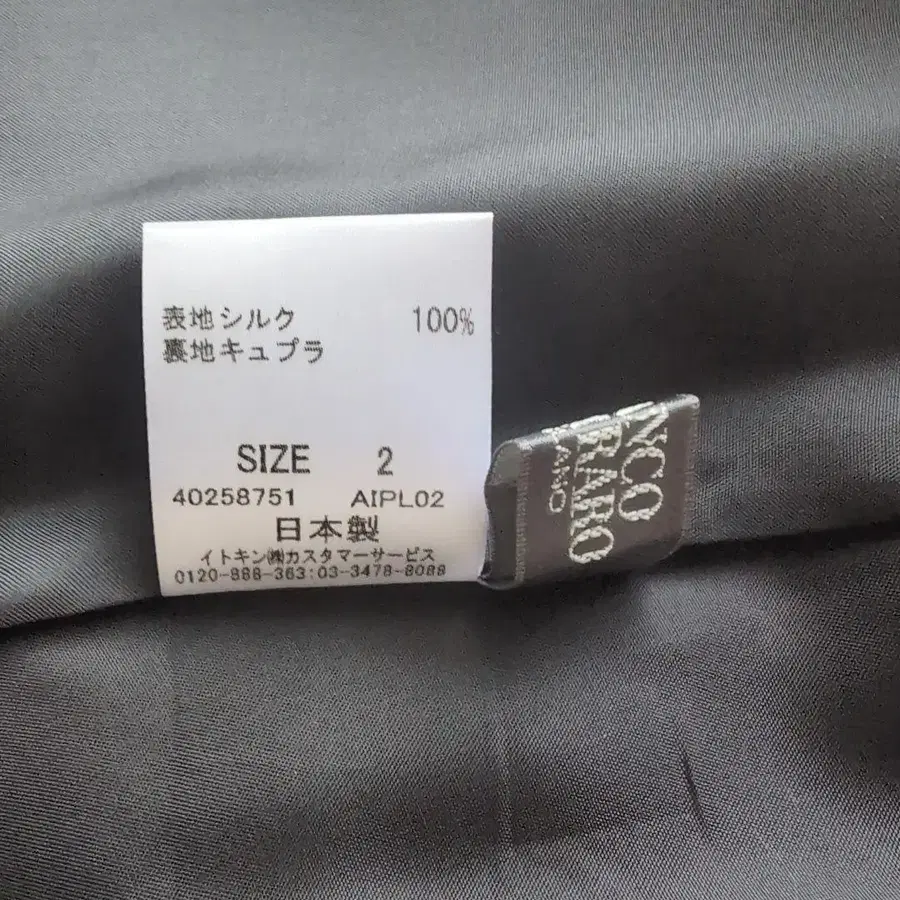 表地シルク 100%
裏地キュプラ
SIZE 2
40258751 AIPL02
日本製
イトキン㈱カスタマーサービス
0120-888-363:03-3478-8088
NCO
RARO